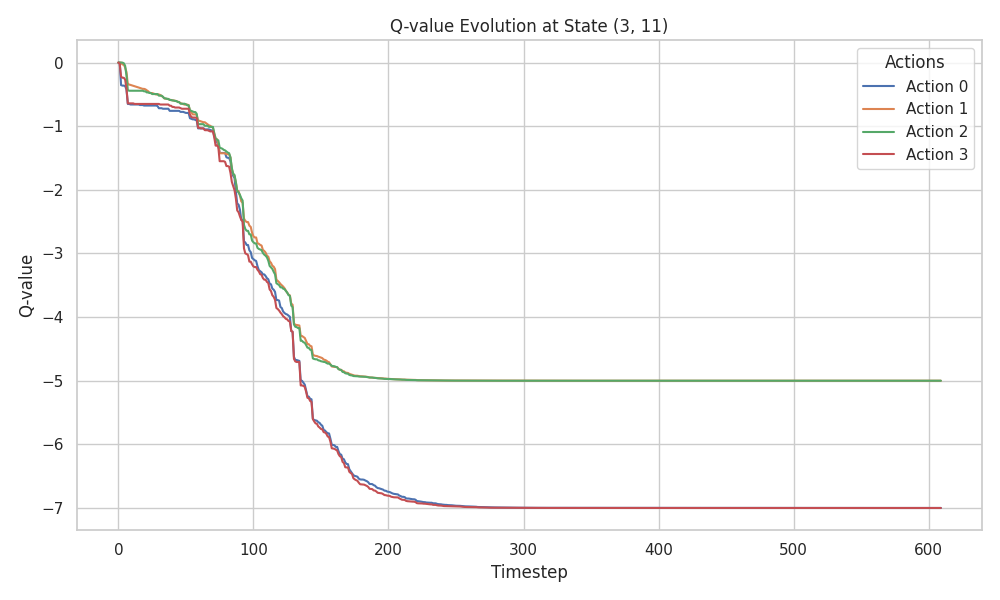 Q-value Evolution at State (3, 11)
Actions
Action 0
Action 1
Action 2
Action 3
Q-value
0
−1
−2
−3
−4
−5
−6
−7
0 100 200 300 400 500 600
Timestep